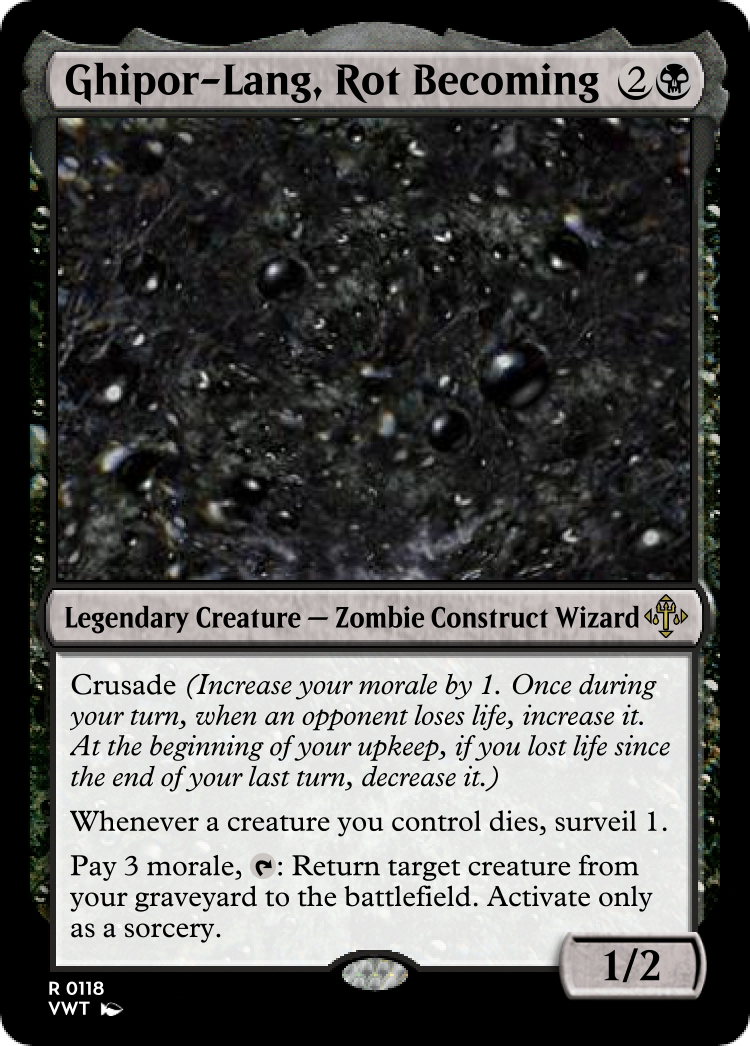 Ghipor-Lang, Rot Becoming 2
Legendary Creature — Zombie Construct Wizard
Crusade (Increase your morale by 1. Once during
your turn, when an opponent loses life, increase it.
At the beginning of your upkeep, if you lost life since
the end of your last turn, decrease it.)
Whenever a creature you control dies, surveil 1.
Pay 3 morale, : Return target creature from
your graveyard to the battlefield. Activate only
as a sorcery.
1/2
R 0118
VWT